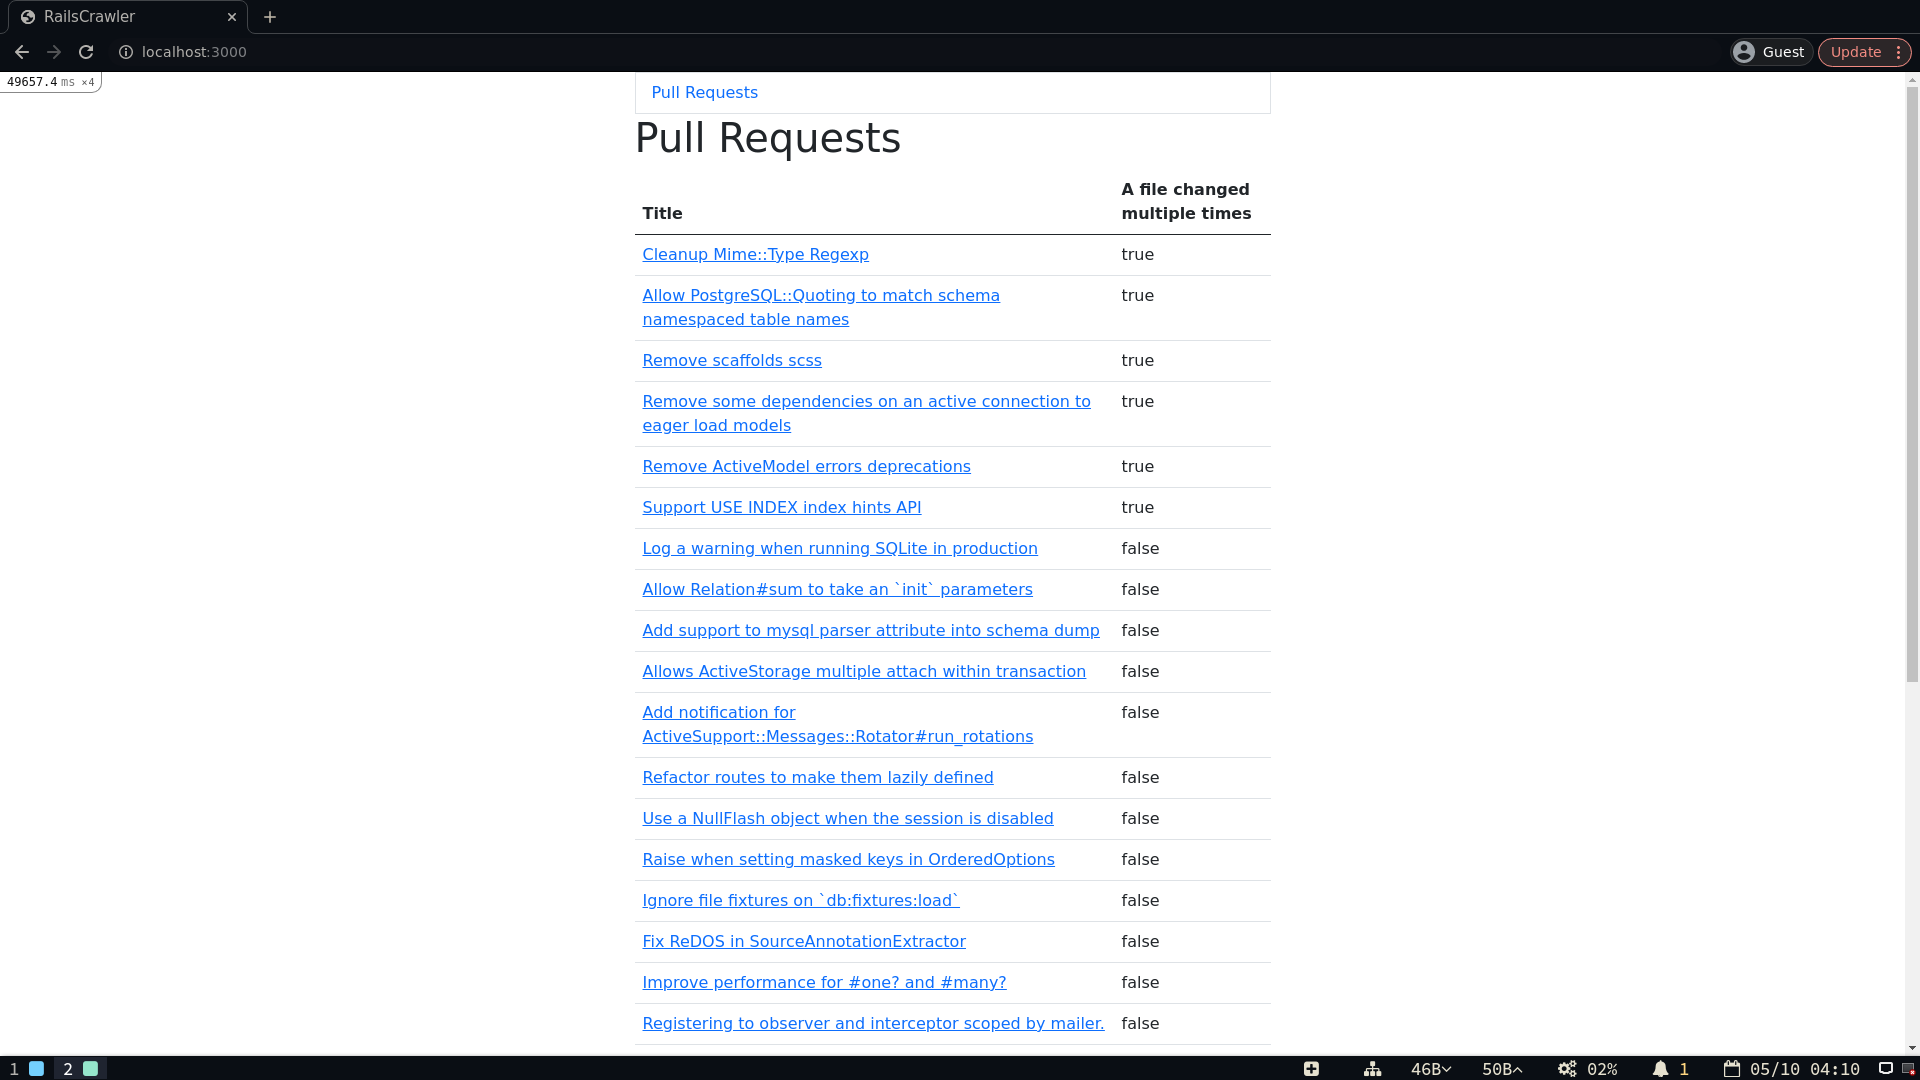 RailsCrawler
localhost:3000
Guest
Update
49657.4 ms ×4
Pull Requests
Pull Requests
A file changed
Title multiple times
Cleanup Mime::Type Regexp true
Allow PostgreSQL::Quoting to match schema true
namespaced table names
Remove scaffolds scss true
Remove some dependencies on an active connection to true
eager load models
Remove ActiveModel errors deprecations true
Support USE INDEX index hints API true
Log a warning when running SQLite in production false
Allow Relation#sum to take an `init` parameters false
Add support to mysql parser attribute into schema dump false
Allows ActiveStorage multiple attach within transaction false
Add notification for false
ActiveSupport::Messages::Rotator#run_rotations
Refactor routes to make them lazily defined false
Use a NullFlash object when the session is disabled false
Raise when setting masked keys in OrderedOptions false
Ignore file fixtures on `db:fixtures:load` false
Fix ReDOS in SourceAnnotationExtractor false
Improve performance for #one? and #many? false
Registering to observer and interceptor scoped by mailer. false
1 2 46B 50B 02% 1 05/10 04:10